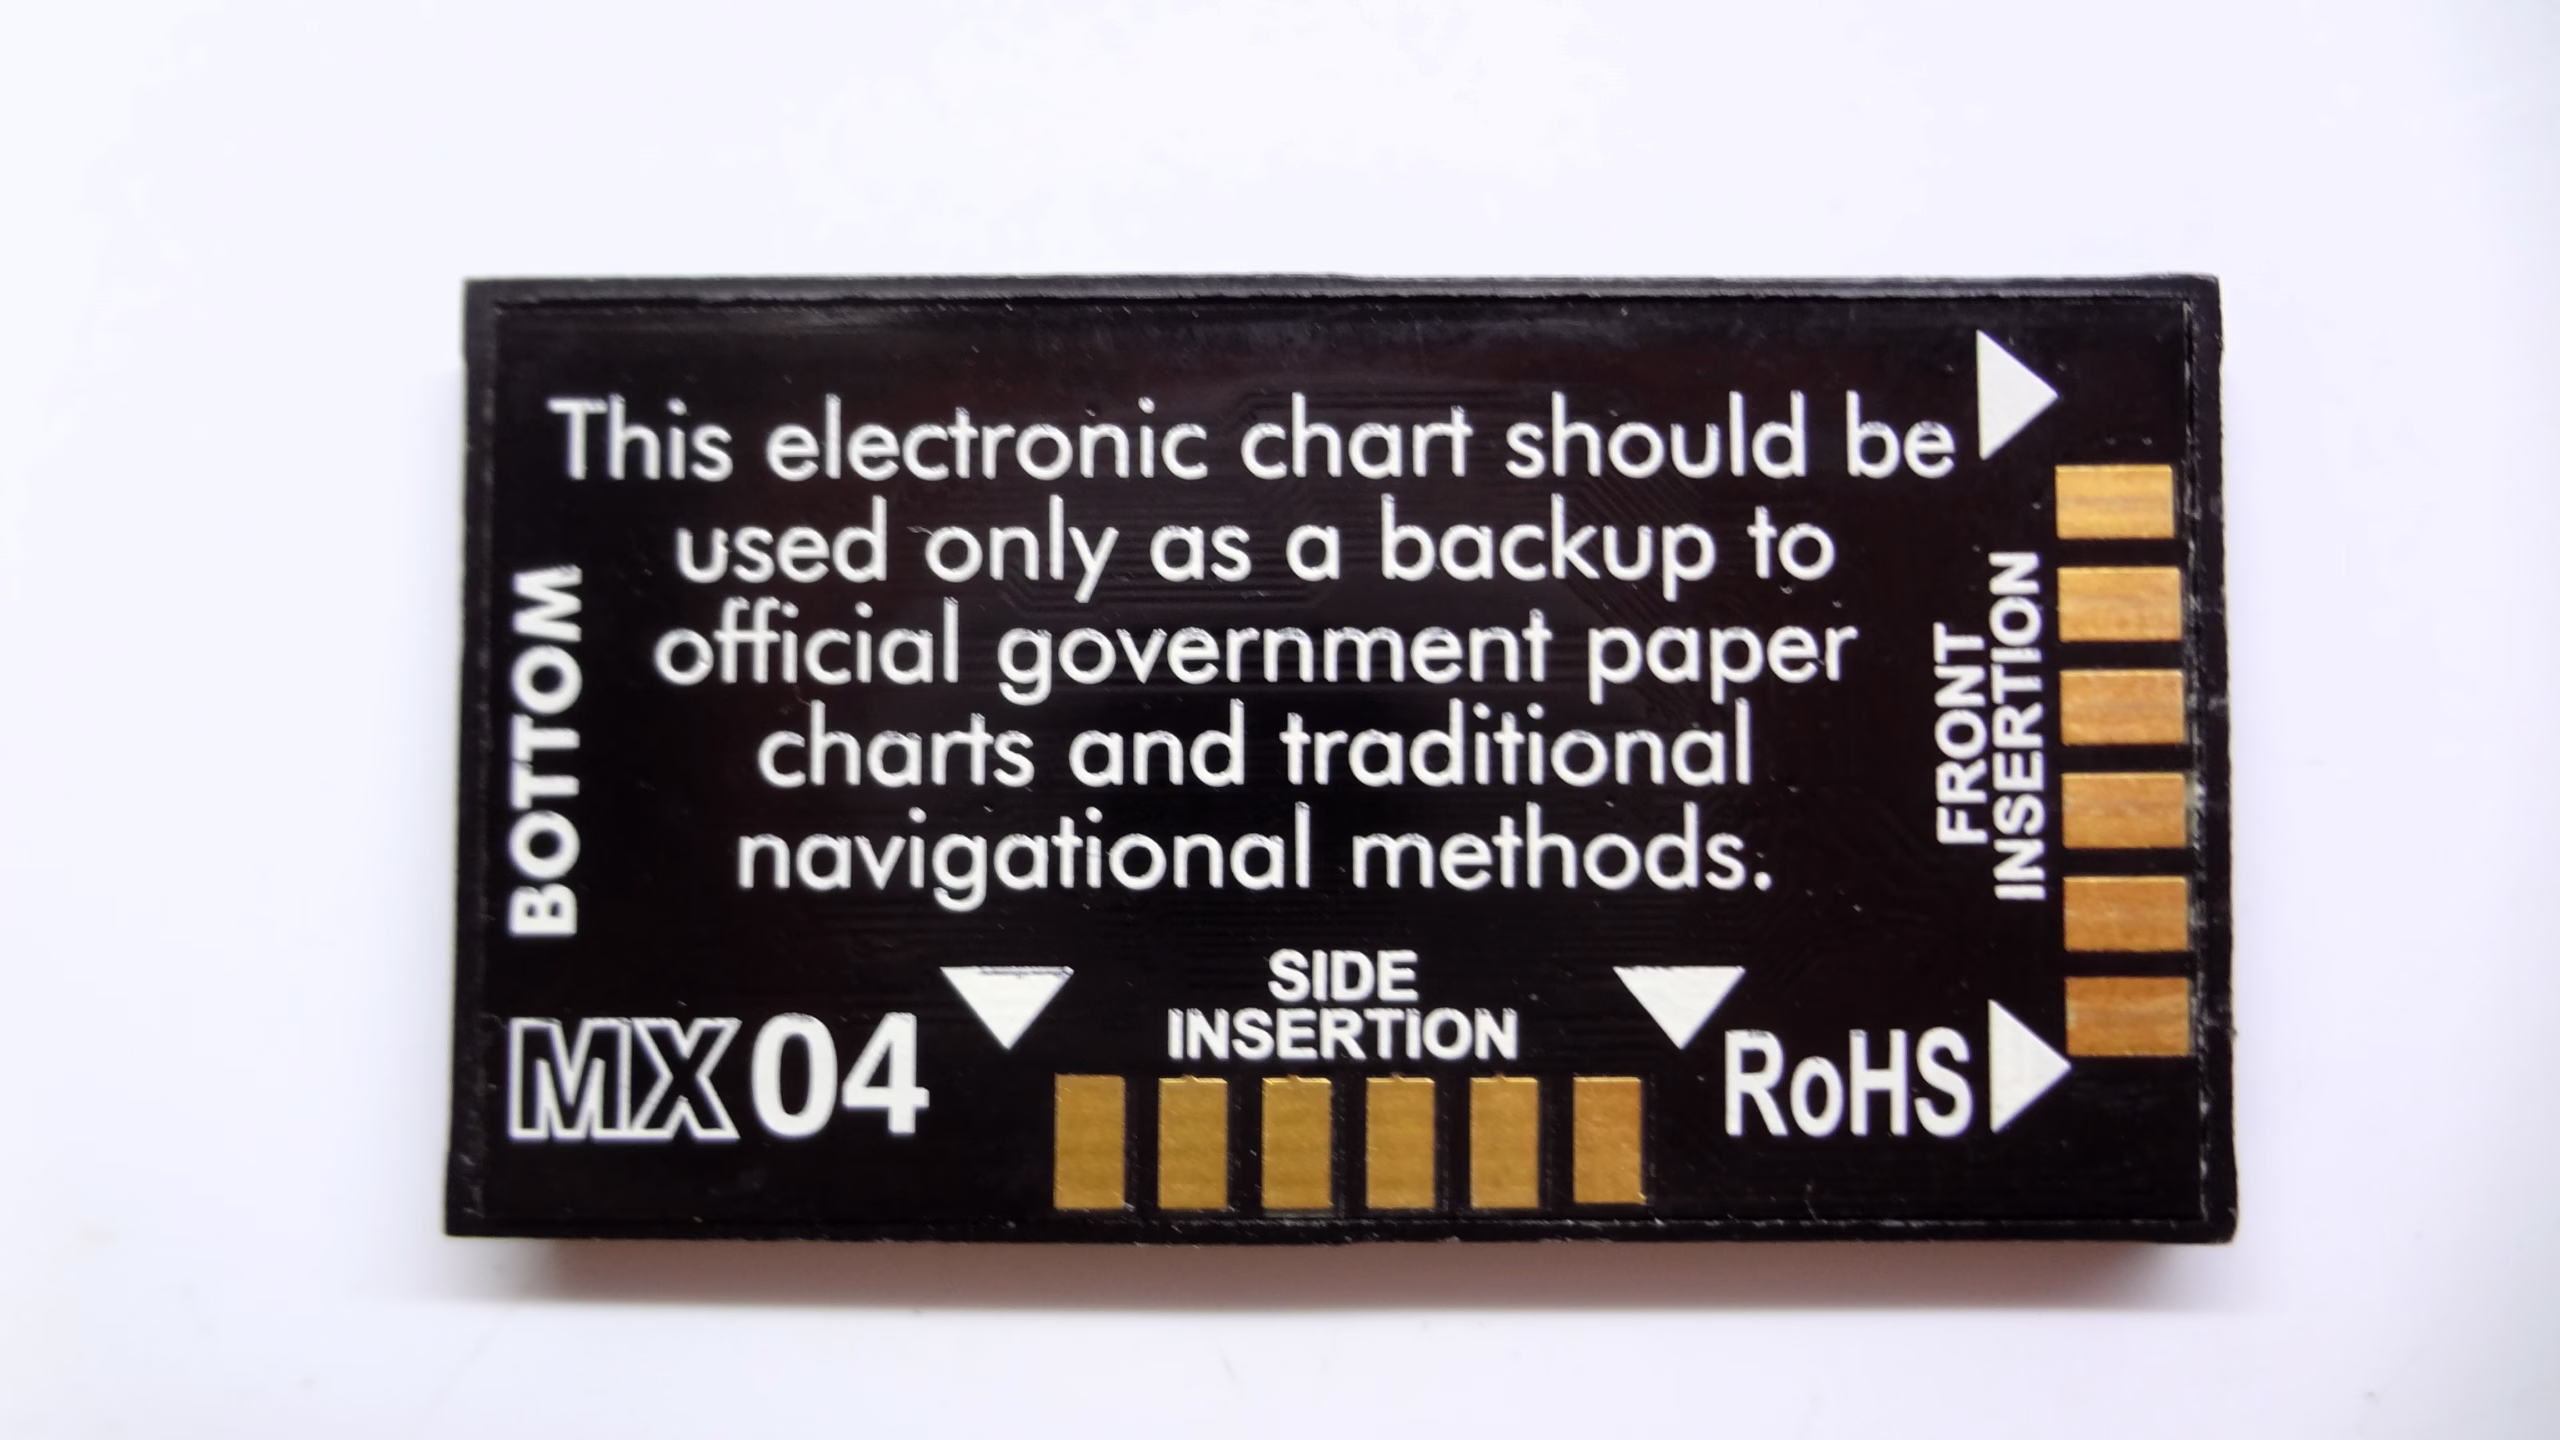 This electronic chart should be
used only as a backup to
official government paper
charts and traditional
navigational methods.
BOTTOM
FRONT
INSERTION
SIDE
INSERTION
MX04
RoHS